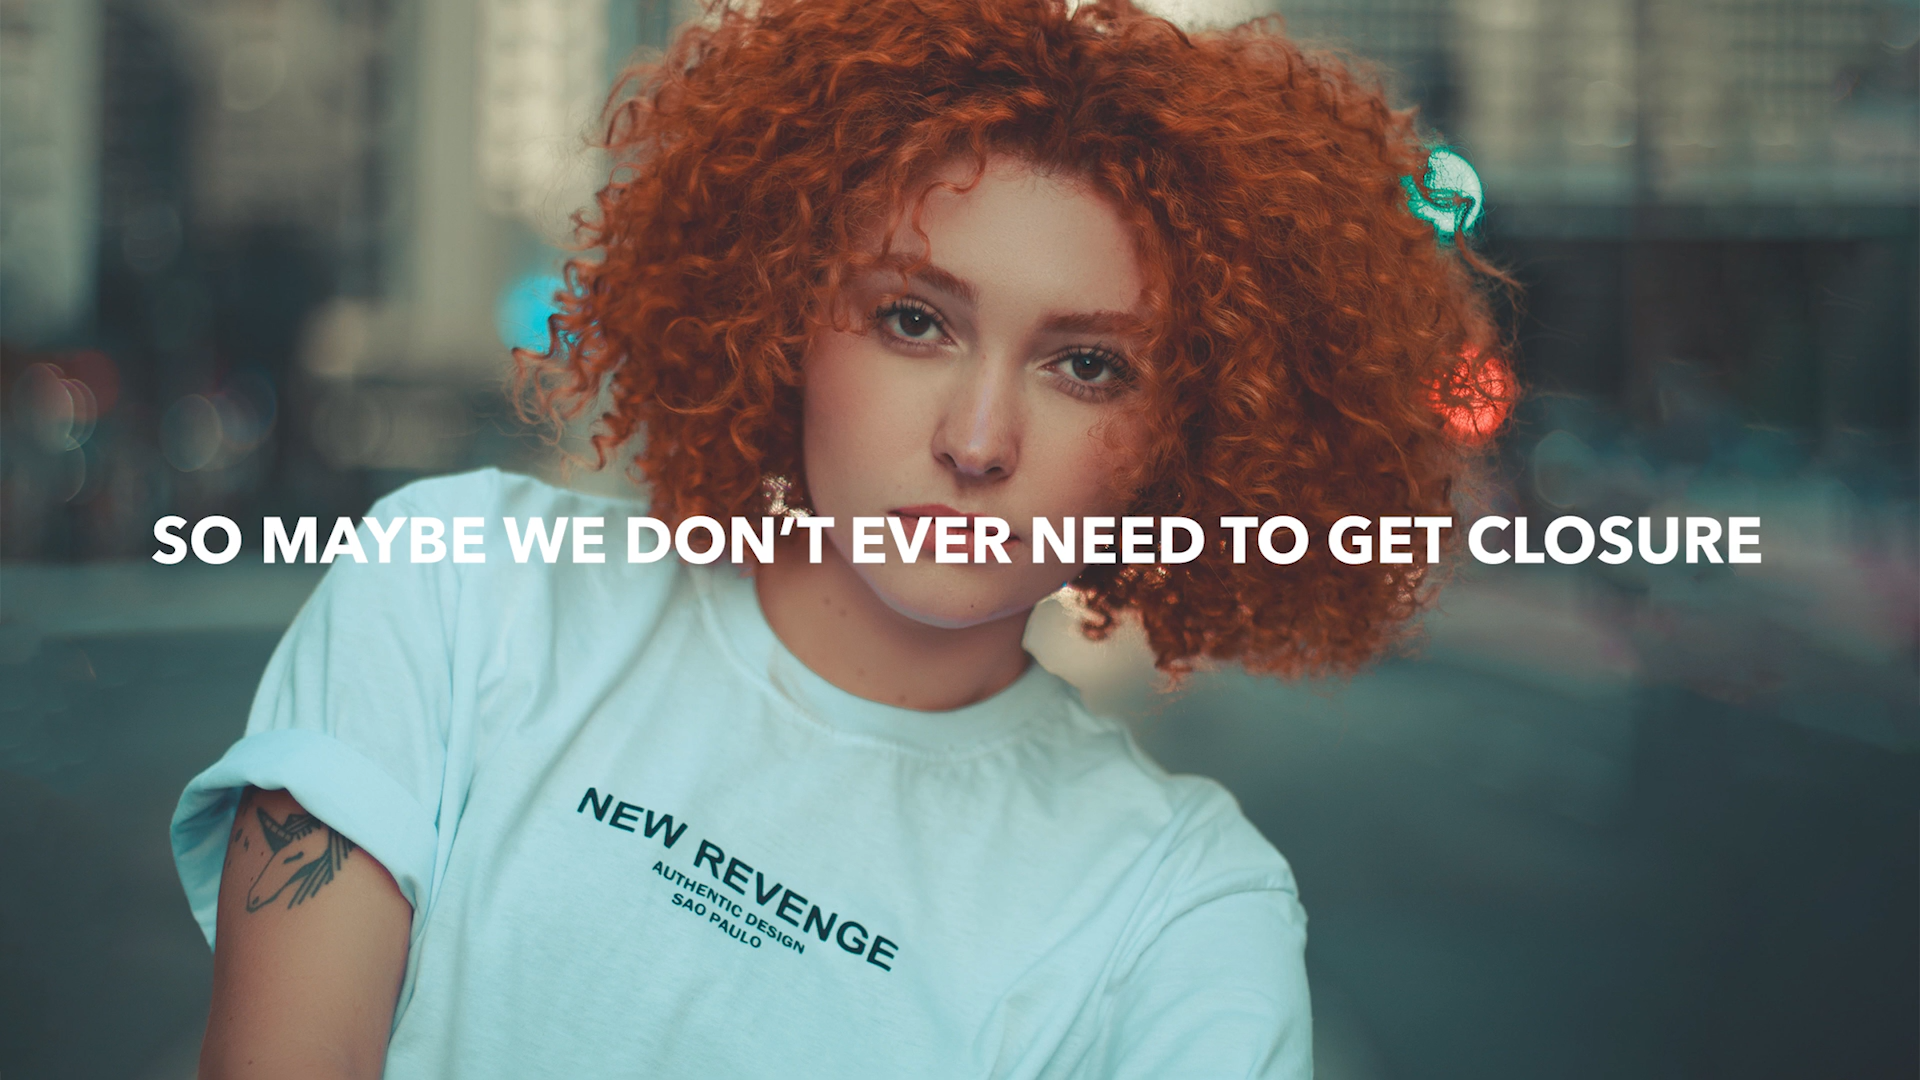 SO MAYBE WE DON'T EVER NEED TO GET CLOSURE
NEW REVENGE
AUTHENTIC DESIGN
SAO PAULO